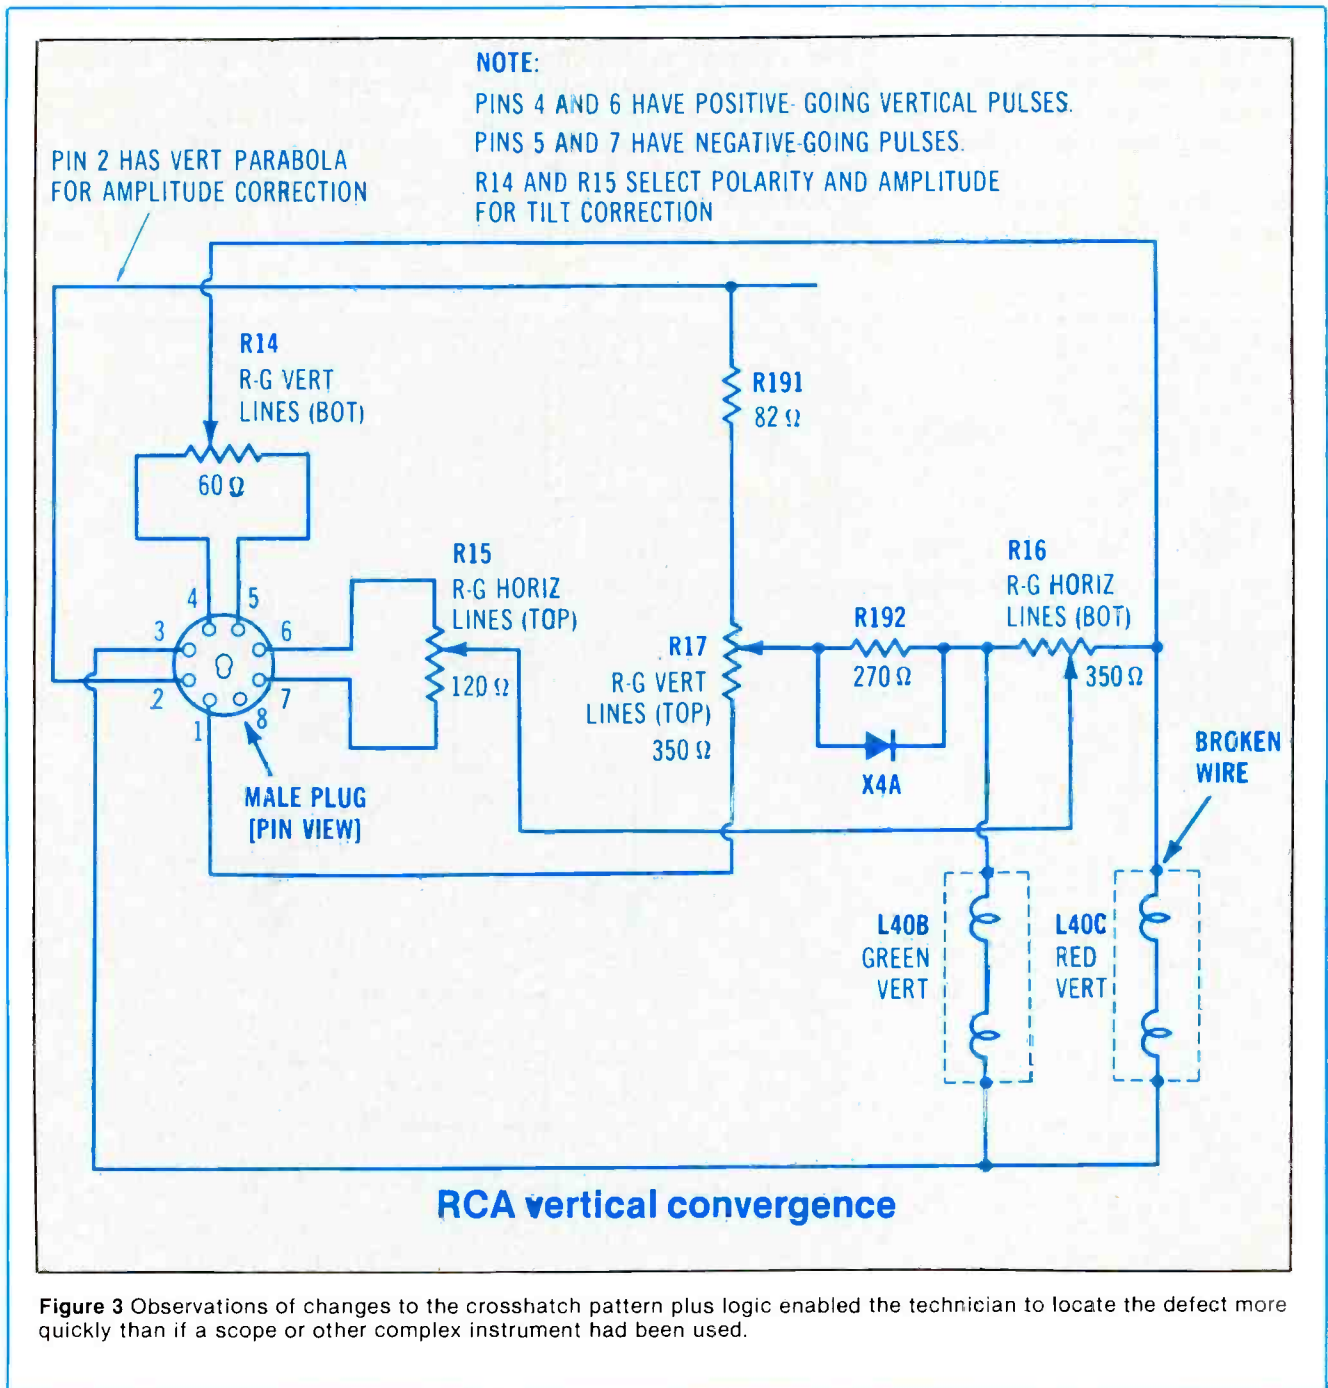 NOTE:
PINS 4 AND 6 HAVE POSITIVE-GOING VERTICAL PULSES.
PINS 5 AND 7 HAVE NEGATIVE-GOING PULSES.
R14 AND R15 SELECT POLARITY AND AMPLITUDE
FOR TILT CORRECTION
PIN 2 HAS VERT PARABOLA
FOR AMPLITUDE CORRECTION
R14
R-G VERT
LINES (BOT)
60 Ω
R191
82 Ω
R15
R-G HORIZ
LINES (TOP)
120 Ω
R16
R-G HORIZ
LINES (BOT)
350 Ω
R192
270 Ω
X4A
R17
R-G VERT
LINES (TOP)
350 Ω
4
5
3
6
2
7
1
8
MALE PLUG
[PIN VIEW]
BROKEN
WIRE
L40B
GREEN
VERT
L40C
RED
VERT
RCA vertical convergence
Figure 3 Observations of changes to the crosshatch pattern plus logic enabled the technician to locate the defect more
quickly than if a scope or other complex instrument had been used.